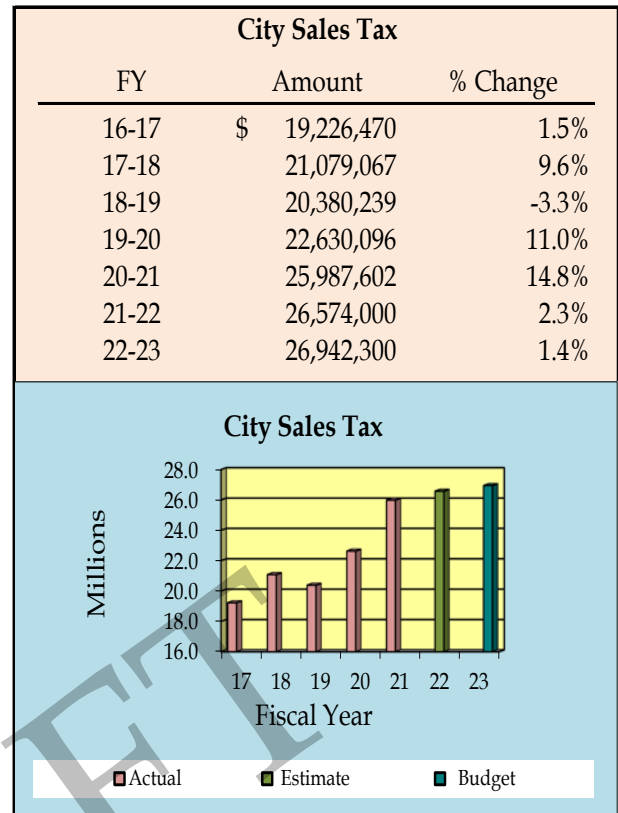 City Sales Tax
FY Amount % Change
16-17 $ 19,226,470 1.5%
17-18 21,079,067 9.6%
18-19 20,380,239 -3.3%
19-20 22,630,096 11.0%
20-21 25,987,602 14.8%
21-22 26,574,000 2.3%
22-23 26,942,300 1.4%
City Sales Tax
28.0
26.0
24.0
22.0
20.0
18.0
16.0
Millions
17 18 19 20 21 22 23
Fiscal Year
Actual Estimate Budget
FT